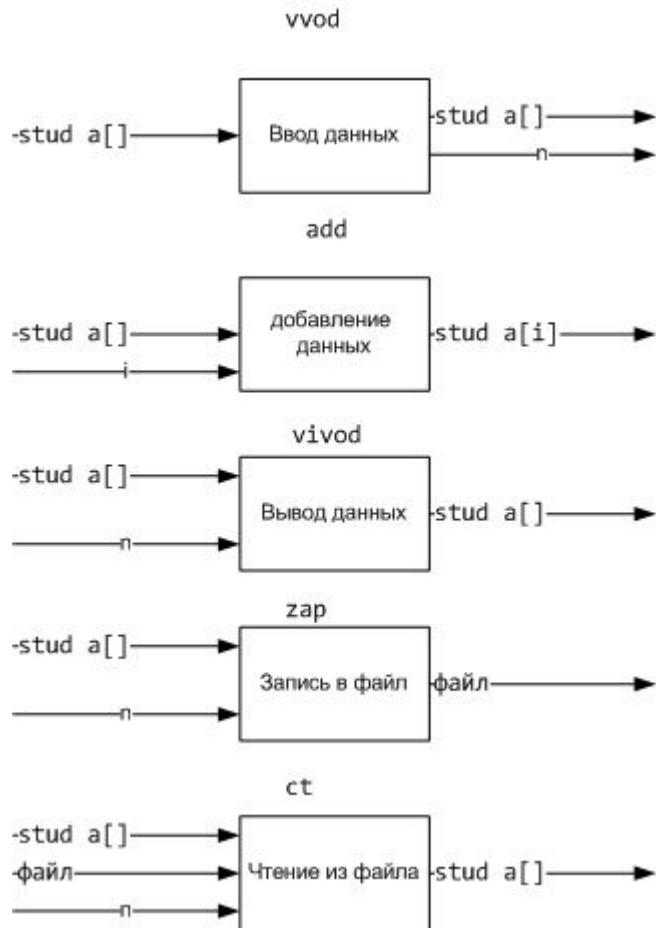 vvod
stud a[]
Ввод данных
stud a[]
n
add
stud a[]
i
добавление
данных
stud a[i]
vivod
stud a[]
n
Вывод данных
stud a[]
zap
stud a[]
n
Запись в файл
файл
ct
stud a[]
файл
n
Чтение из файла
stud a[]